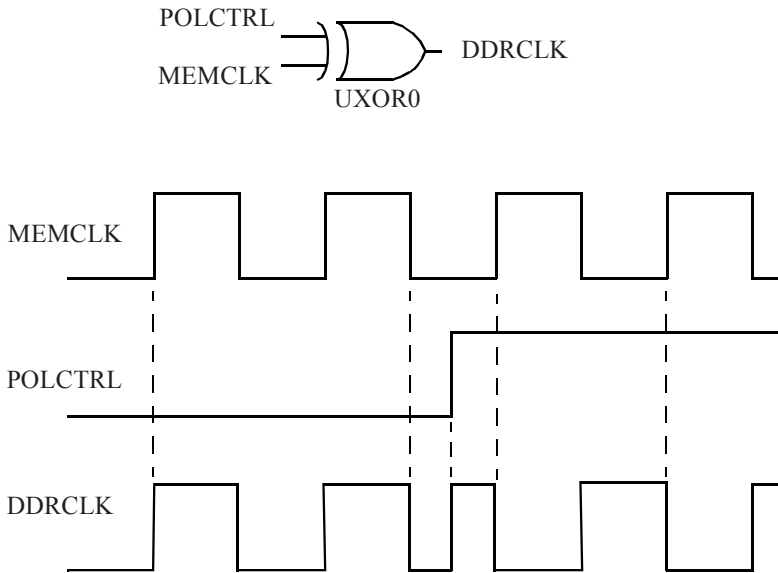 POLCTRL
DDRCLK
MEMCLK
UXOR0
MEMCLK
POLCTRL
DDRCLK